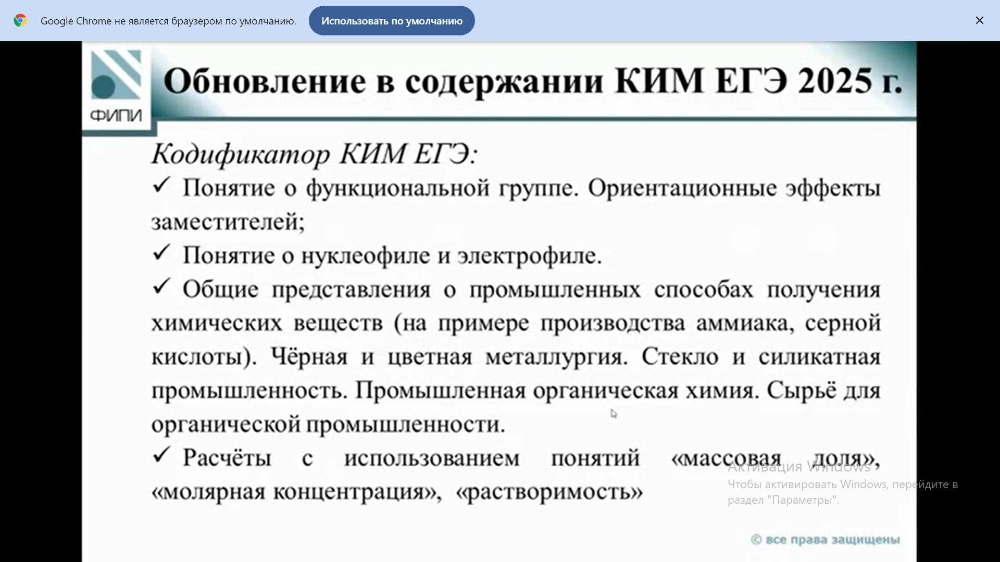 Google Chrome не является браузером по умолчанию.
Использовать по умолчанию
ФИПИ
Обновление в содержании КИМ ЕГЭ 2025 г.
Кодификатор КИМ ЕГЭ:
✓ Понятие о функциональной группе. Ориентационные эффекты
заместителей;
✓ Понятие о нуклеофиле и электрофиле.
✓ Общие представления о промышленных способах получения
химических веществ (на примере производства аммиака, серной
кислоты). Чёрная и цветная металлургия. Стекло и силикатная
промышленность. Промышленная органическая химия. Сырьё для
органической промышленности.
✓ Расчёты с использованием понятий «массовая доля»,
«молярная концентрация», «растворимость»
Активация Windows
Чтобы активировать Windows, перейдите в
раздел "Параметры".
© все права защищены